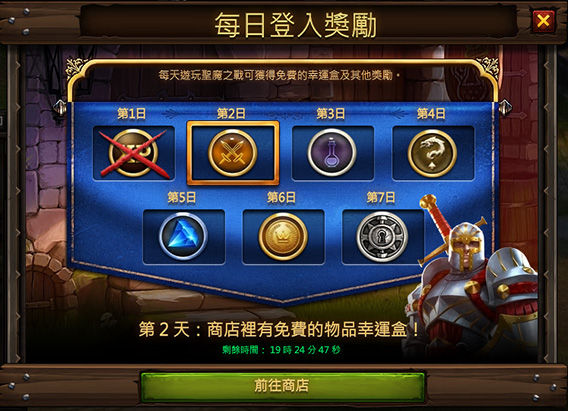 每日登入獎勵
每天遊玩聖魔之戰可獲得免費的幸運盒及其他獎勵。
第1日
第2日
第3日
第4日
第5日
第6日
第7日
第 2 天：商店裡有免費的物品幸運盒！
剩餘時間： 19 時 24 分 47 秒
前往商店